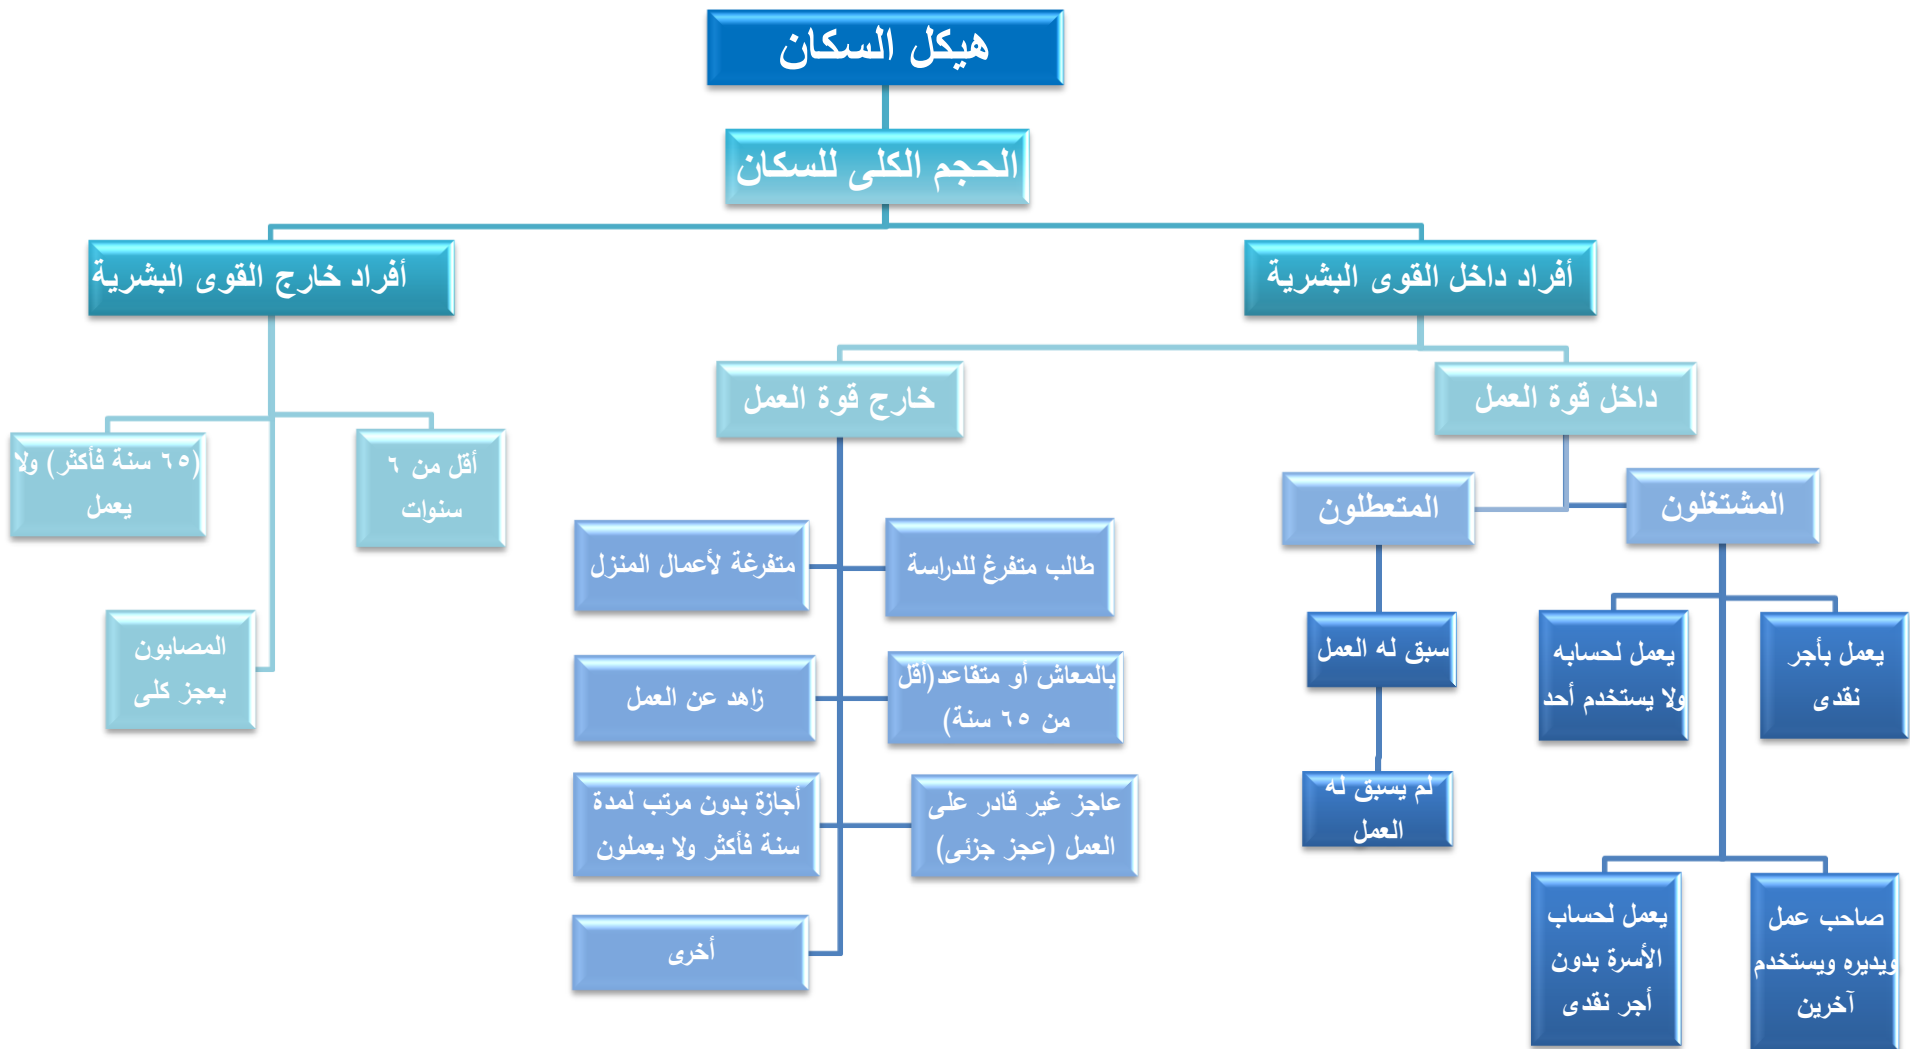 هيكل السكان
الحجم الكلى للسكان
أفراد داخل القوى البشرية
أفراد خارج القوى البشرية
داخل قوة العمل
خارج قوة العمل
أقل من ٦
سنوات
(٦٥ سنة فأكثر) ولا
يعمل
المصابون
بعجز كلى
المشتغلون
المتعطلون
طالب متفرغ للدراسة
متفرغة لأعمال المنزل
بالمعاش أو متقاعد(أقل
من ٦٥ سنة)
زاهد عن العمل
عاجز غير قادر على
العمل (عجز جزئى)
أجازة بدون مرتب لمدة
سنة فأكثر ولا يعملون
أخرى
يعمل بأجر
نقدى
يعمل لحسابه
ولا يستخدم أحد
سبق له العمل
لم يسبق له
العمل
صاحب عمل
ويديره ويستخدم
آخرين
يعمل لحساب
الأسرة بدون
أجر نقدى